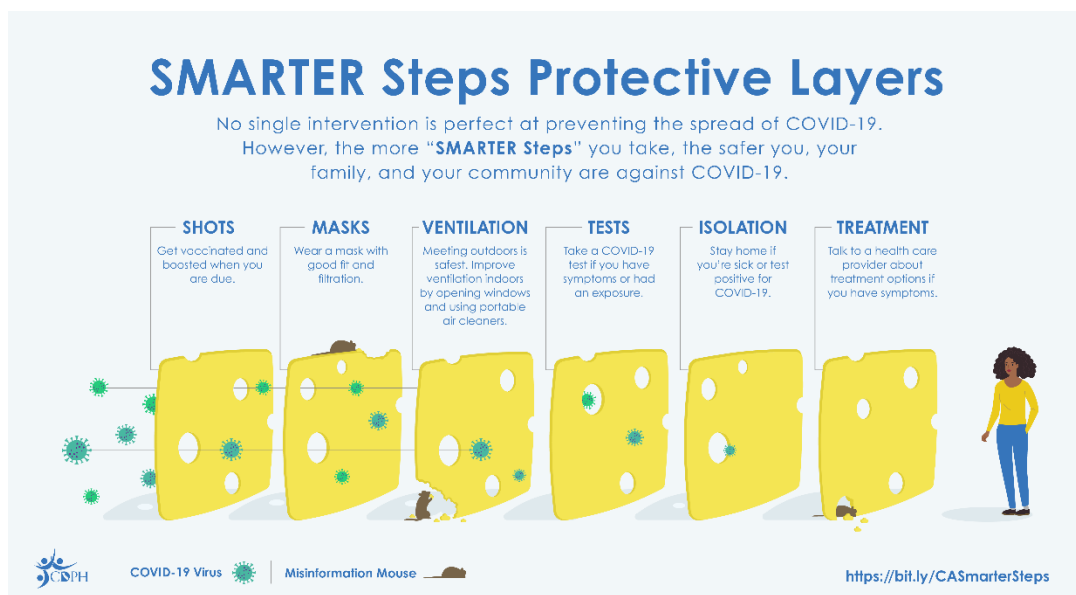 SMARTER Steps Protective Layers
No single intervention is perfect at preventing the spread of COVID-19.
However, the more “SMARTER Steps” you take, the safer you, your
family, and your community are against COVID-19.
SHOTS
Get vaccinated and
boosted when you
are due.
MASKS
Wear a mask with
good fit and
filtration.
VENTILATION
Meeting outdoors is
safest. Improve
ventilation indoors
by opening windows
and using portable
air cleaners.
TESTS
Take a COVID-19
test if you have
symptoms or had
an exposure.
ISOLATION
Stay home if
you’re sick or test
positive for
COVID-19.
TREATMENT
Talk to a health care
provider about
treatment options if
you have symptoms.
CDPH
COVID-19 Virus
Misinformation Mouse
https://bit.ly/CASmarterSteps